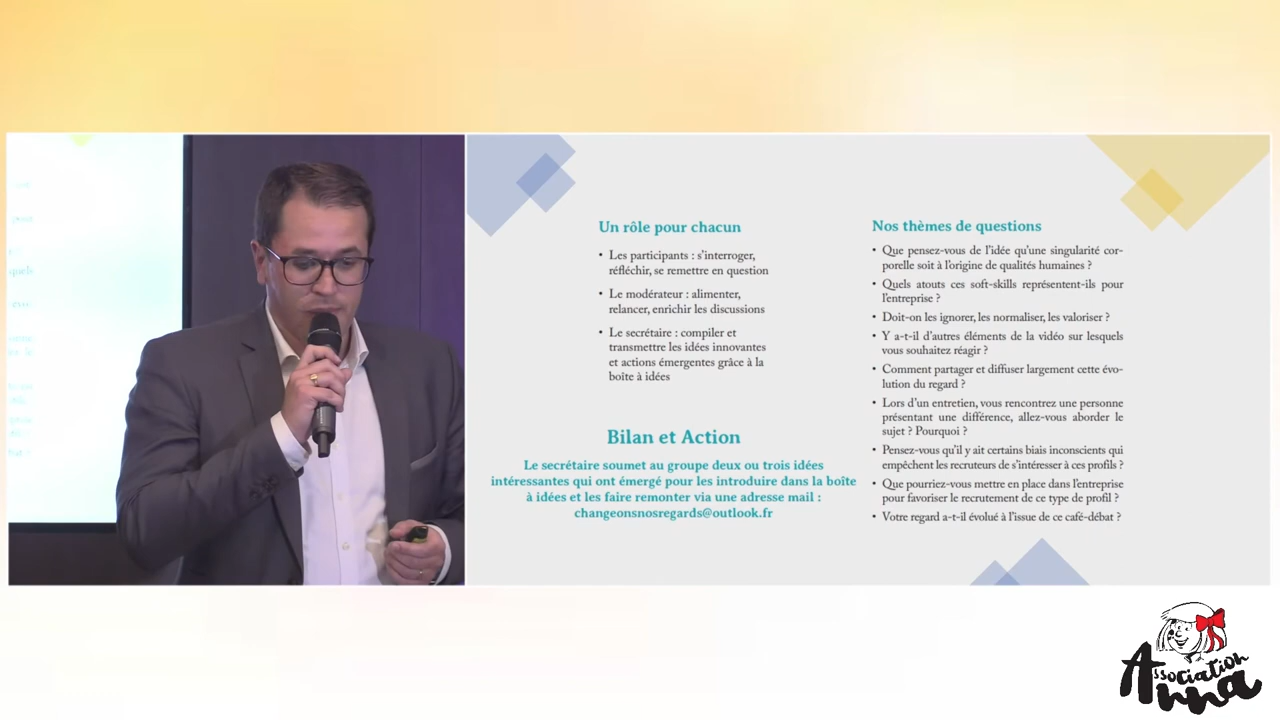 Un rôle pour chacun
• Les participants : s'interroger,
réfléchir, se remettre en question
• Le modérateur : alimenter,
relancer, enrichir les discussions
• Le secrétaire : compiler et
transmettre les idées innovantes
et actions émergentes grâce à la
boîte à idées
Bilan et Action
Le secrétaire soumet au groupe deux ou trois idées
intéressantes qui ont émergé pour les introduire dans la boîte
à idées et les faire remonter via une adresse mail :
changeonsnosregards@outlook.fr
Nos thèmes de questions
• Que pensez-vous de l'idée qu'une singularité cor-
porelle soit à l'origine de qualités humaines ?
• Quels atouts ces soft-skills représentent-ils pour
l'entreprise ?
• Doit-on les ignorer, les normaliser, les valoriser ?
• Y a-t-il d'autres éléments de la vidéo sur lesquels
vous souhaitez réagir ?
• Comment partager et diffuser largement cette évo-
lution du regard ?
• Lors d'un entretien, vous rencontrez une personne
présentant une différence, allez-vous aborder le
sujet ? Pourquoi ?
• Pensez-vous qu'il y ait certains biais inconscients qui
empêchent les recruteurs de s'intéresser à ces profils ?
• Que pourriez-vous mettre en place dans l'entreprise
pour favoriser le recrutement de ce type de profil ?
• Votre regard a-t-il évolué à l'issue de ce café-débat ?
Association
Anna